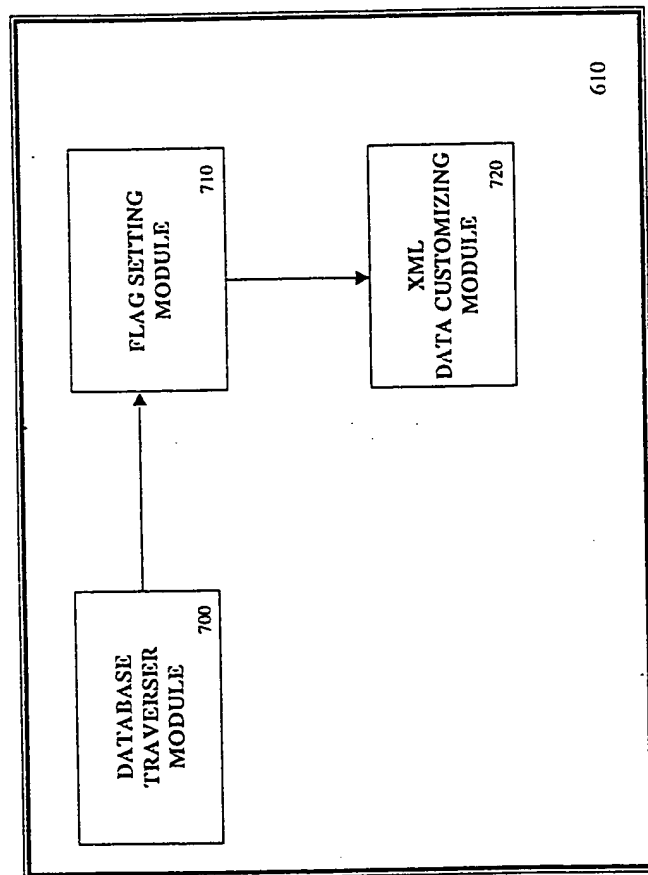 DATABASE
TRAVERSER
MODULE
700
FLAG SETTING
MODULE
710
XML
DATA CUSTOMIZING
MODULE
720
610